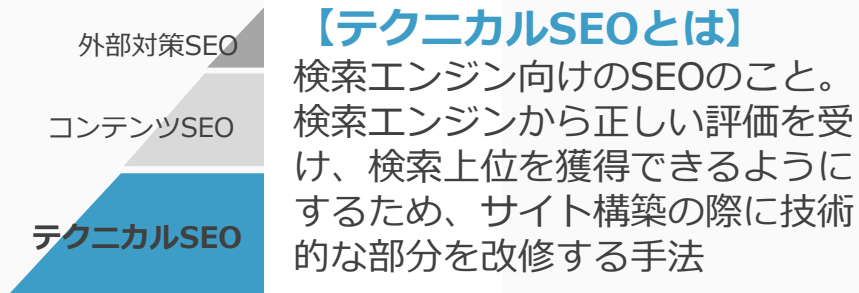 外部対策SEO
コンテンツSEO
テクニカルSEO
【テクニカルSEOとは】
検索エンジン向けのSEOのこと。
検索エンジンから正しい評価を受
け、検索上位を獲得できるように
するため、サイト構築の際に技術
的な部分を改修する手法